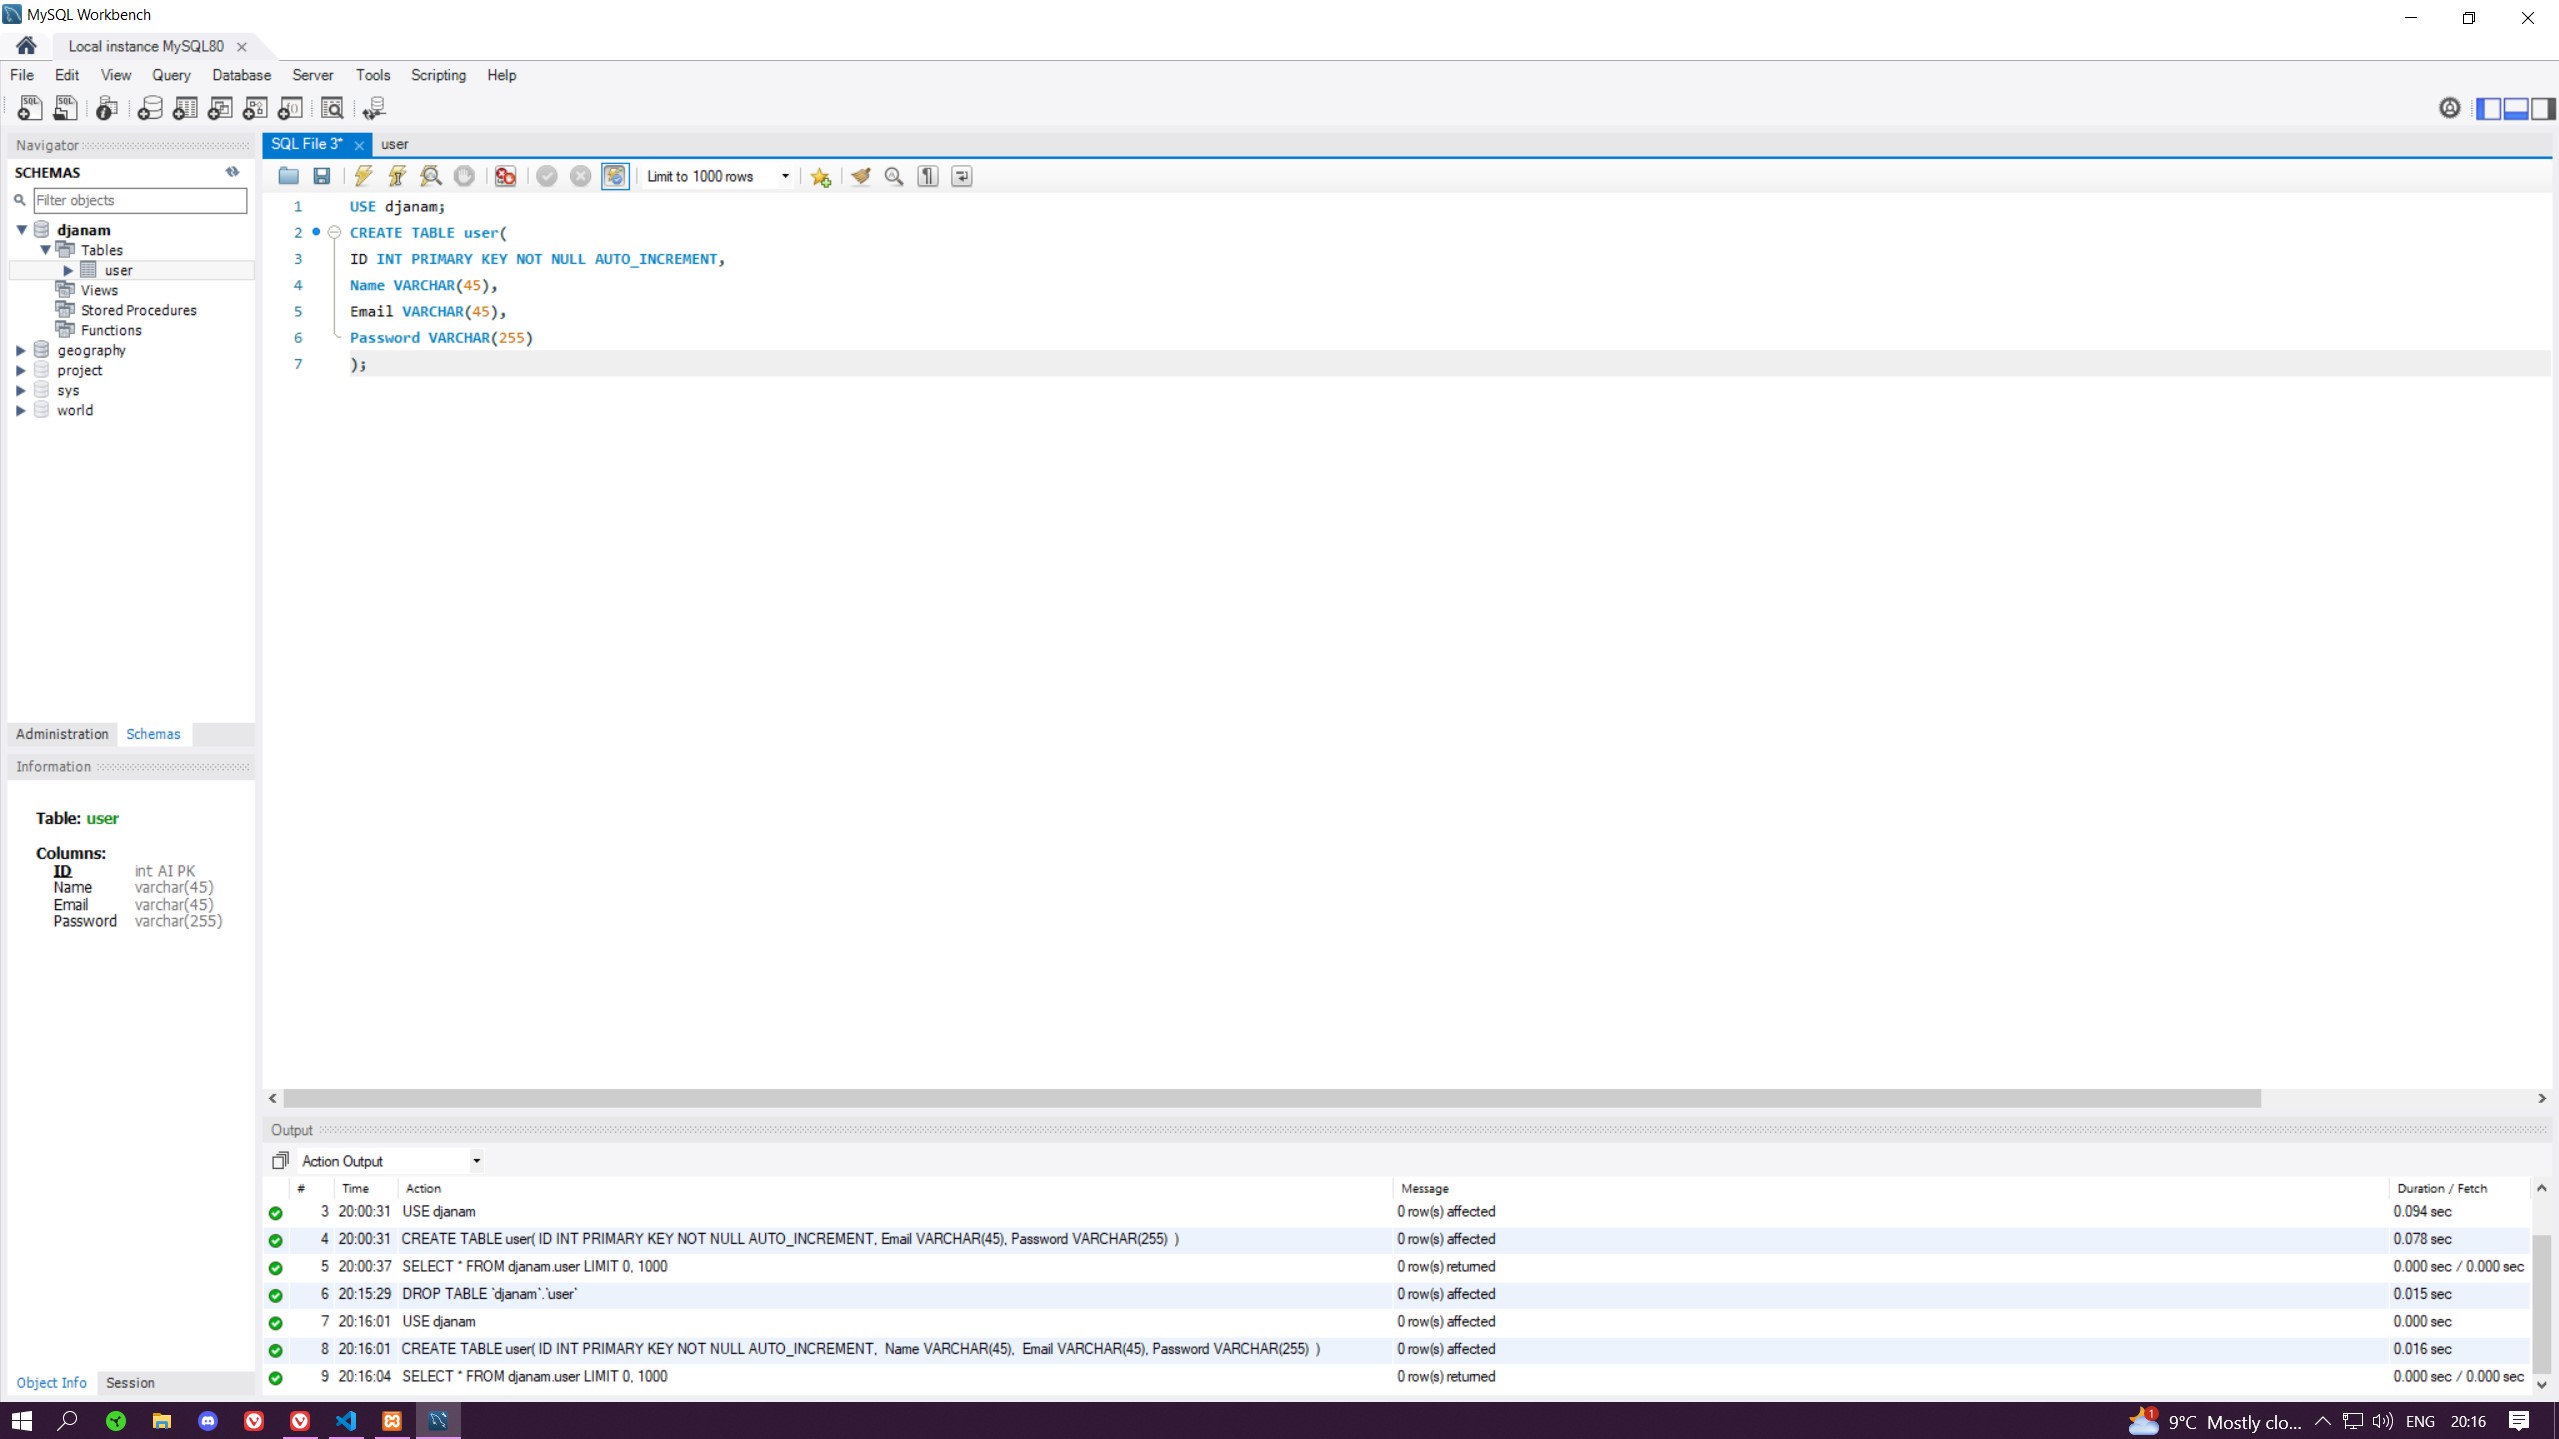 MySQL Workbench
Local instance MySQL80
File Edit View Query Database Server Tools Scripting Help
Navigator
SCHEMAS
Filter objects
djanam
Tables
user
Views
Stored Procedures
Functions
geography
project
sys
world
Administration Schemas
Information
Table: user
Columns:
ID int AI PK
Name varchar(45)
Email varchar(45)
Password varchar(255)
Object Info Session
SQL File 3* user
Limit to 1000 rows
1 USE djanam;
2 CREATE TABLE user(
3 ID INT PRIMARY KEY NOT NULL AUTO_INCREMENT,
4 Name VARCHAR(45),
5 Email VARCHAR(45),
6 Password VARCHAR(255)
7 );
Output
Action Output
# Time Action Message Duration / Fetch
3 20:00:31 USE djanam 0 row(s) affected 0.094 sec
4 20:00:31 CREATE TABLE user( ID INT PRIMARY KEY NOT NULL AUTO_INCREMENT, Email VARCHAR(45), Password VARCHAR(255) ) 0 row(s) affected 0.078 sec
5 20:00:37 SELECT * FROM djanam.user LIMIT 0, 1000 0 row(s) returned 0.000 sec / 0.000 sec
6 20:15:29 DROP TABLE `djanam`.`user` 0 row(s) affected 0.015 sec
7 20:16:01 USE djanam 0 row(s) affected 0.000 sec
8 20:16:01 CREATE TABLE user( ID INT PRIMARY KEY NOT NULL AUTO_INCREMENT, Name VARCHAR(45), Email VARCHAR(45), Password VARCHAR(255) ) 0 row(s) affected 0.016 sec
9 20:16:04 SELECT * FROM djanam.user LIMIT 0, 1000 0 row(s) returned 0.000 sec / 0.000 sec
1 9°C Mostly clo... ENG 20:16